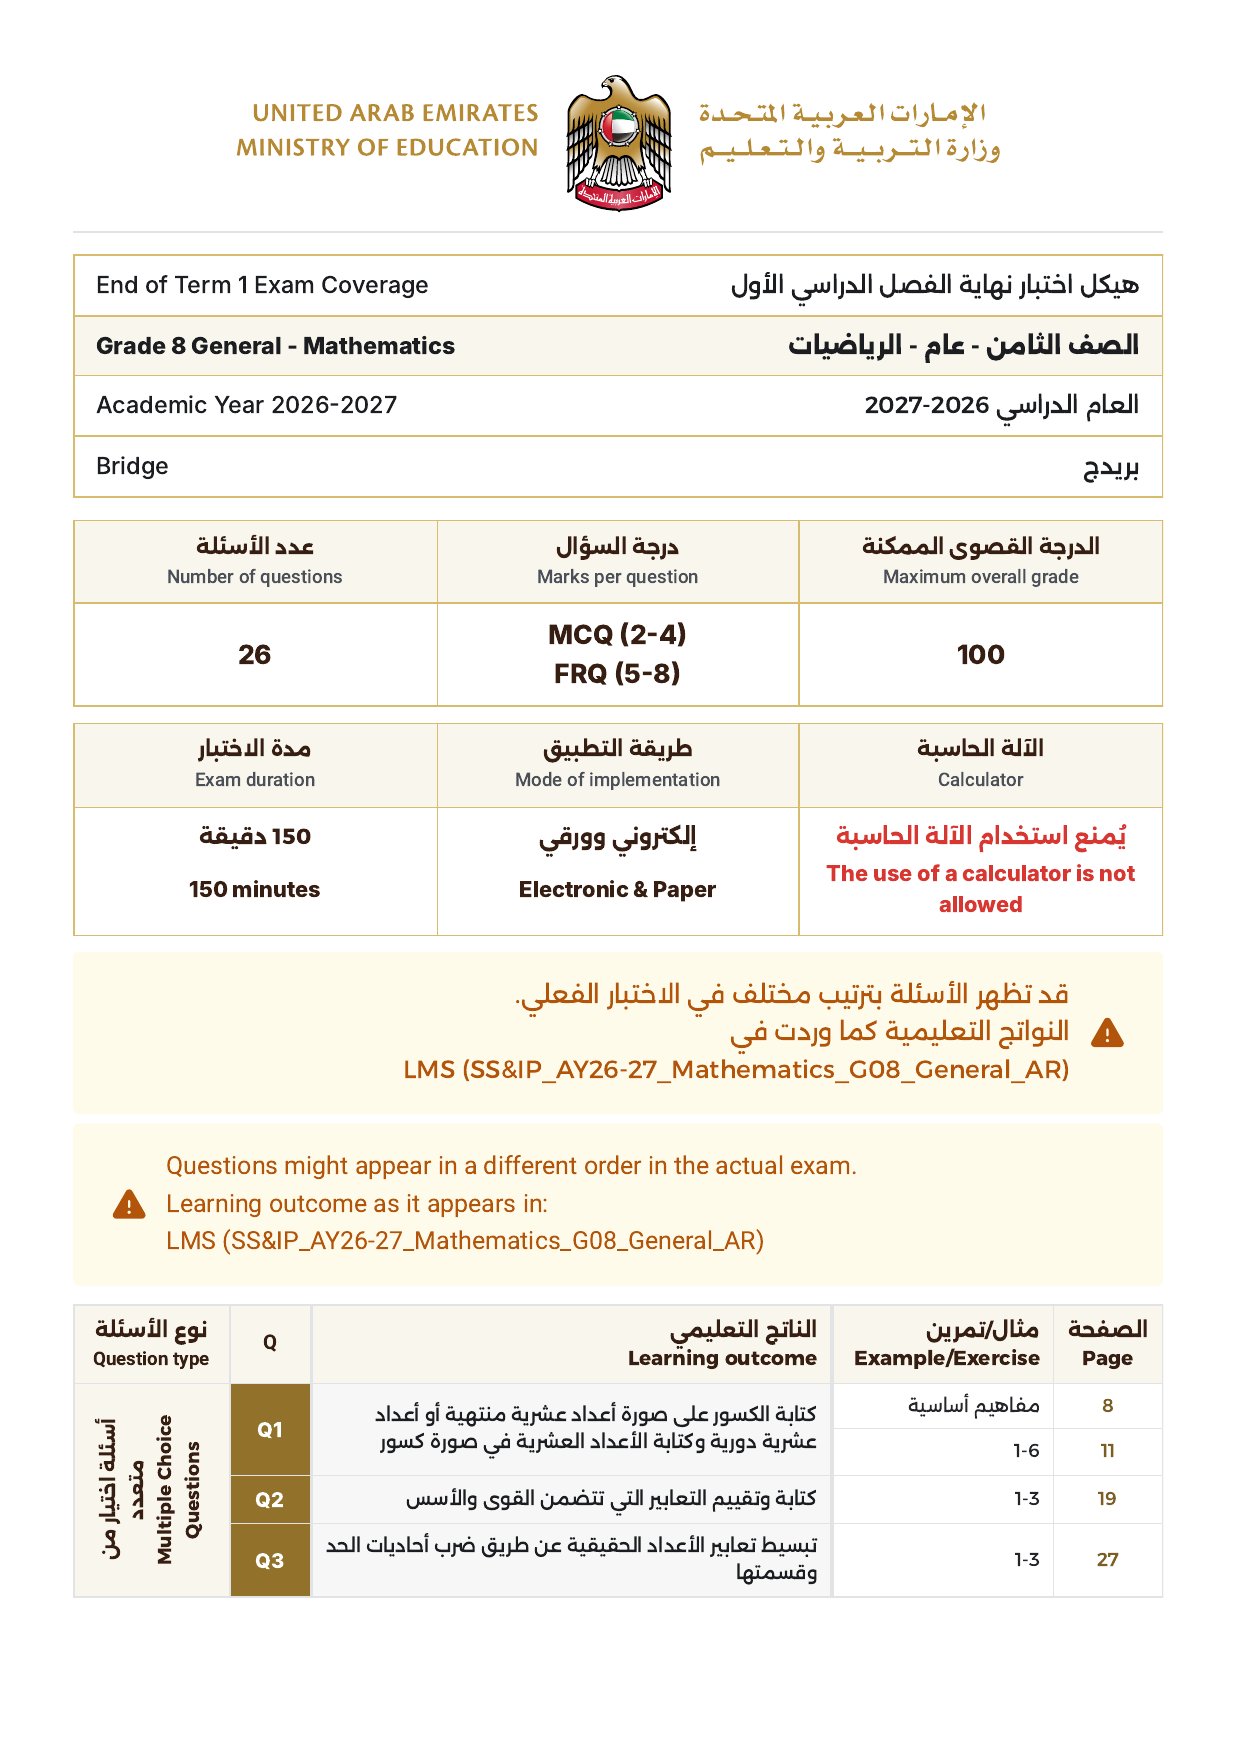 UNITED ARAB EMIRATES
MINISTRY OF EDUCATION
الإمارات العربية المتحدة
وزارة التربية والتعليم
الإمارات العربية المتحدة
End of Term 1 Exam Coverage
هيكل اختبار نهاية الفصل الدراسي الأول
Grade 8 General - Mathematics
الصف الثامن - عام - الرياضيات
Academic Year 2026-2027
العام الدراسي 2026-2027
Bridge
بريدج
عدد الأسئلة
Number of questions
درجة السؤال
Marks per question
الدرجة القصوى الممكنة
Maximum overall grade
26
MCQ (2-4)
FRQ (5-8)
100
مدة الاختبار
Exam duration
طريقة التطبيق
Mode of implementation
الآلة الحاسبة
Calculator
150 دقيقة
150 minutes
إلكتروني وورقي
Electronic & Paper
يُمنع استخدام الآلة الحاسبة
The use of a calculator is not
allowed
قد تظهر الأسئلة بترتيب مختلف في الاختبار الفعلي.
النواتج التعليمية كما وردت في
LMS (SS&IP_AY26-27_Mathematics_G08_General_AR)
Questions might appear in a different order in the actual exam.
Learning outcome as it appears in:
LMS (SS&IP_AY26-27_Mathematics_G08_General_AR)
نوع الأسئلة
Question type
Q
الناتج التعليمي
Learning outcome
مثال/تمرين
Example/Exercise
الصفحة
Page
أسئلة اختيار من
متعدد
Multiple Choice
Questions
Q1
كتابة الكسور على صورة أعداد عشرية منتهية أو أعداد
عشرية دورية وكتابة الأعداد العشرية في صورة كسور
مفاهيم أساسية
8
1-6
11
Q2
كتابة وتقييم التعابير التي تتضمن القوى والأسس
1-3
19
Q3
تبسيط تعابير الأعداد الحقيقية عن طريق ضرب أحاديات الحد
وقسمتها
1-3
27